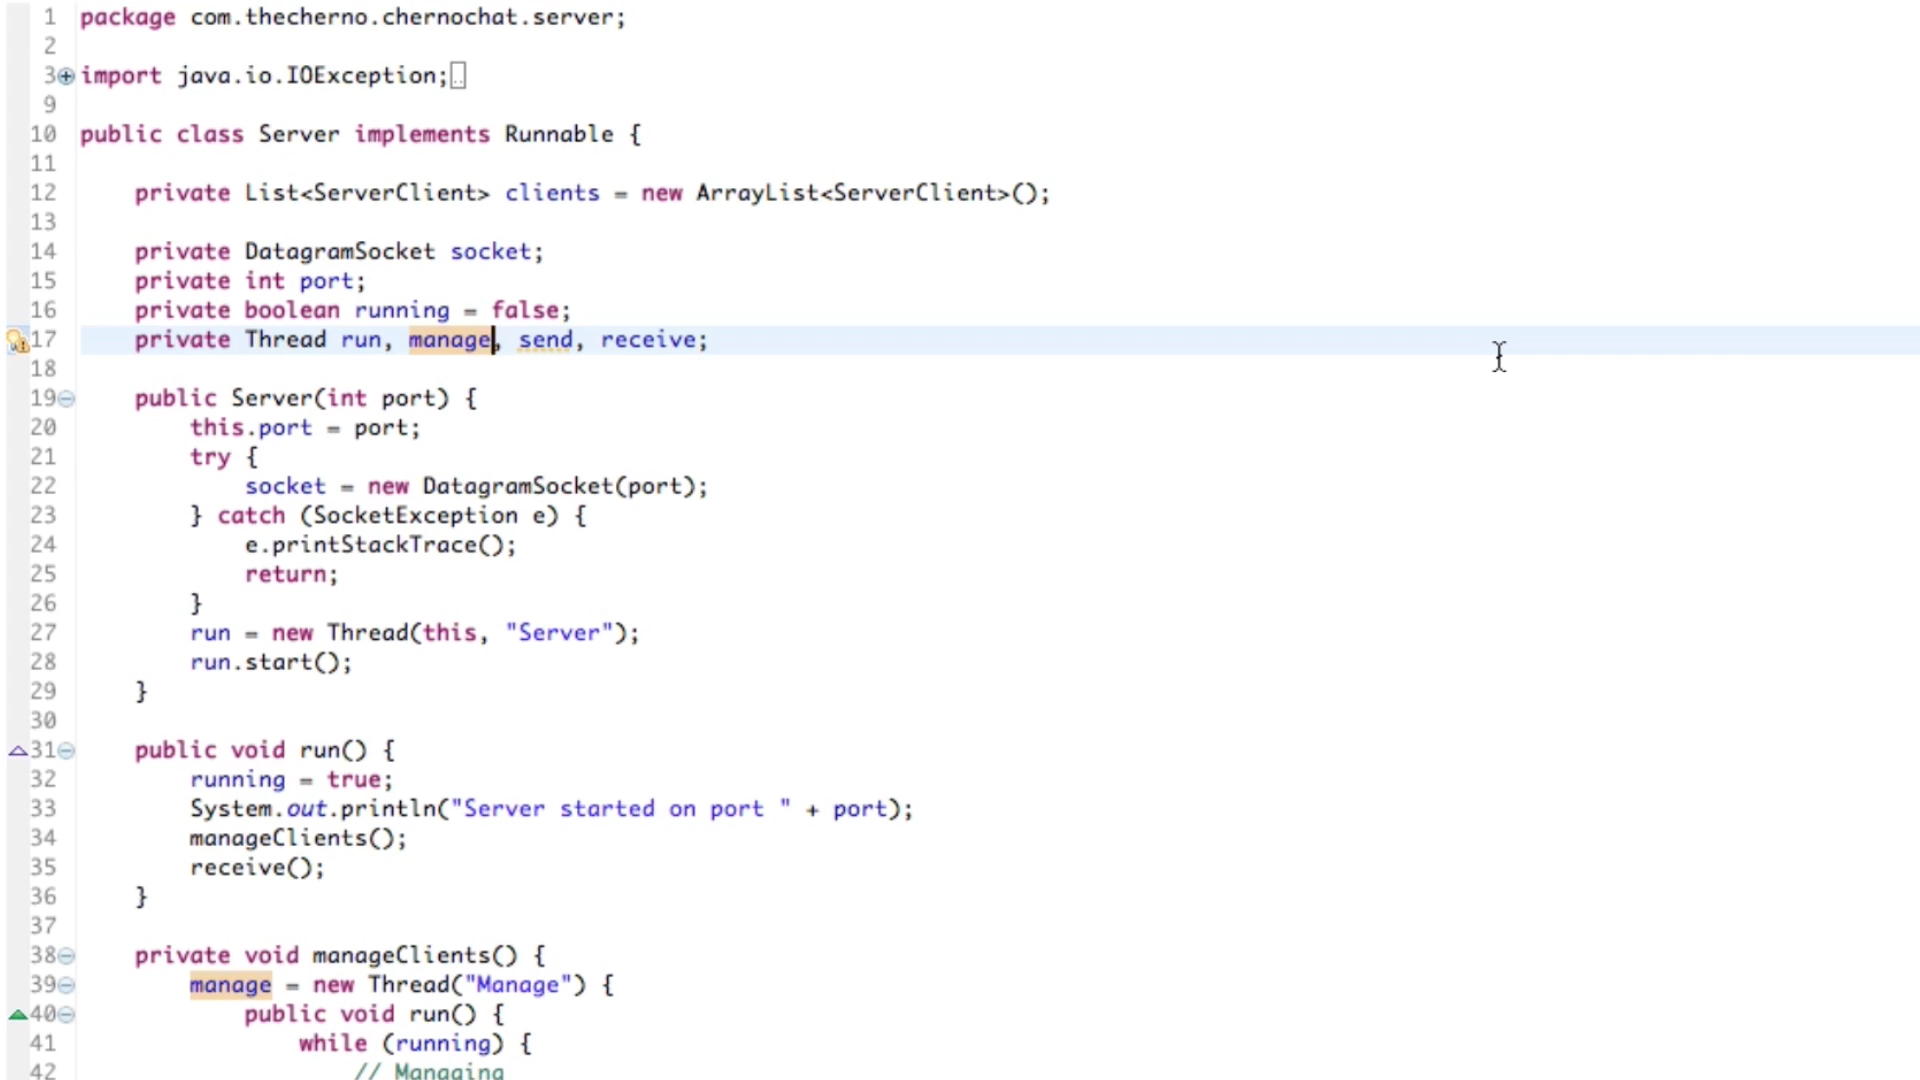 1 package com.thecherno.chernochat.server;
2
3 import java.io.IOException;
9
10 public class Server implements Runnable {
11
12 private List<ServerClient> clients = new ArrayList<ServerClient>();
13
14 private DatagramSocket socket;
15 private int port;
16 private boolean running = false;
17 private Thread run, manage, send, receive;
18
19 public Server(int port) {
20 this.port = port;
21 try {
22 socket = new DatagramSocket(port);
23 } catch (SocketException e) {
24 e.printStackTrace();
25 return;
26 }
27 run = new Thread(this, "Server");
28 run.start();
29 }
30
31 public void run() {
32 running = true;
33 System.out.println("Server started on port " + port);
34 manageClients();
35 receive();
36 }
37
38 private void manageClients() {
39 manage = new Thread("Manage") {
40 public void run() {
41 while (running) {
42 // Managing